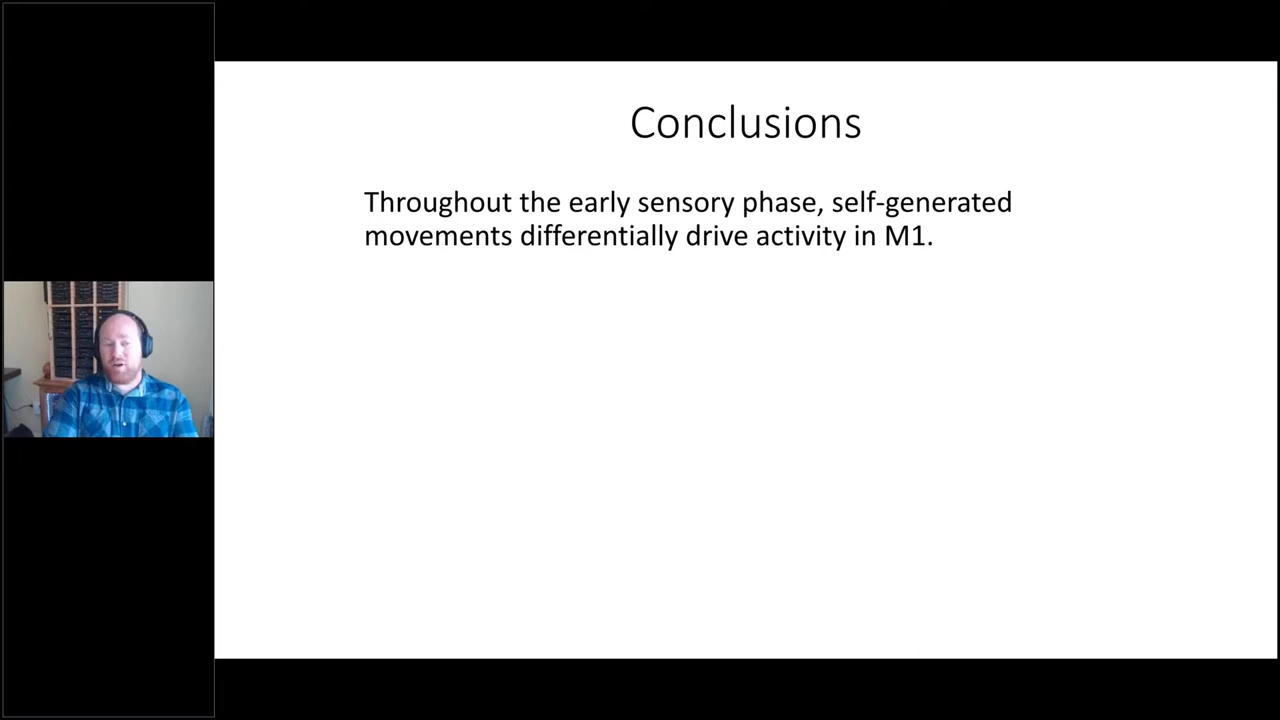 Conclusions
Throughout the early sensory phase, self-generated
movements differentially drive activity in M1.